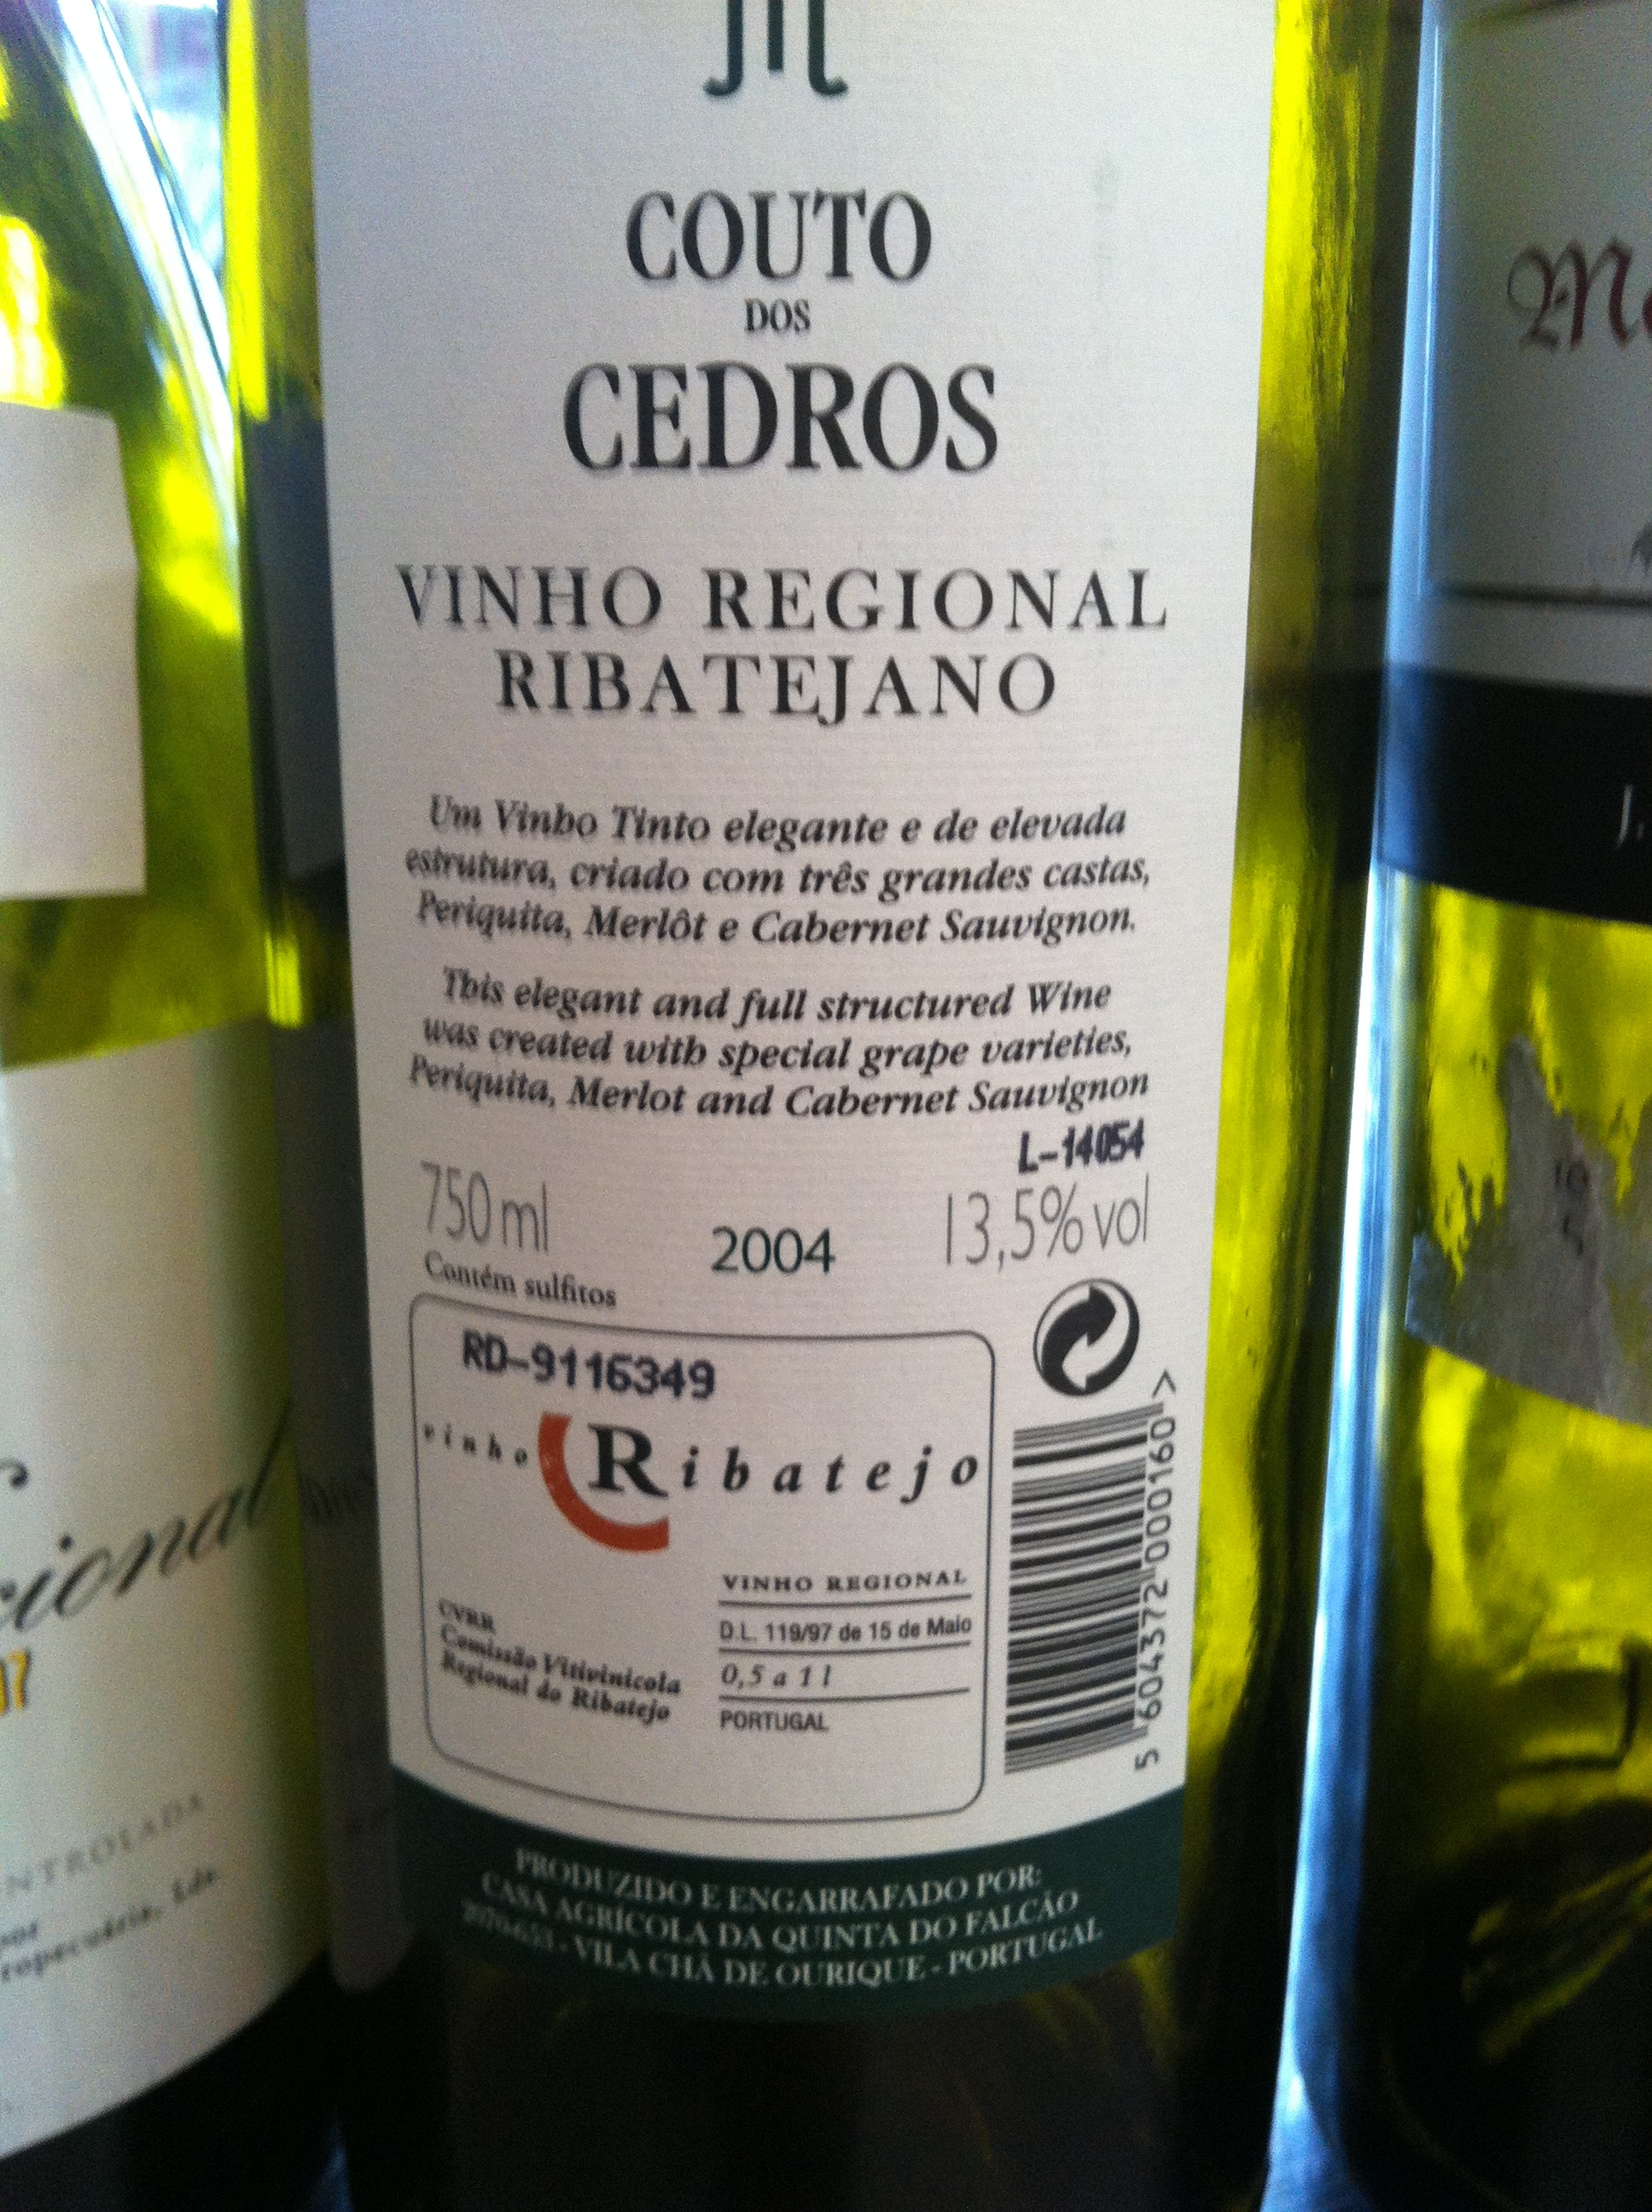 COUTO
DOS
CEDROS
VINHO REGIONAL
RIBATEJANO
Um Vinho Tinto elegante e de elevada
estrutura, criado com três grandes castas,
Periquita, Merlôt e Cabernet Sauvignon.
This elegant and full structured Wine
was created with special grape varieties,
Periquita, Merlot and Cabernet Sauvignon
L-14054
750ml
2004
13,5% vol
Contém sulfitos
RD-9116349
vinho Ribatejo
VINHO REGIONAL
D.L. 119/97 de 15 de Maio
0,5 a 1 l
PORTUGAL
CVRR
Comissão Vitivinícola
Regional do Ribatejo
5 604372 000160 >
PRODUZIDO E ENGARRAFADO POR:
CASA AGRÍCOLA DA QUINTA DO FALCÃO
- VILA CHÃ DE OURIQUE - PORTUGAL